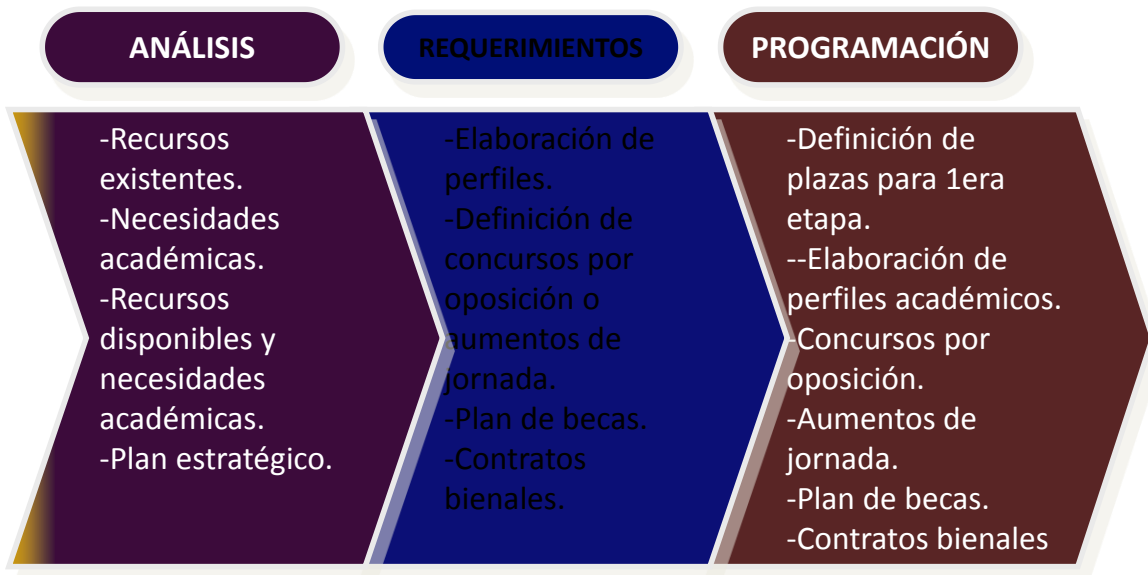 ANÁLISIS
REQUERIMIENTOS
PROGRAMACIÓN
-Recursos
existentes.
-Necesidades
académicas.
-Recursos
disponibles y
necesidades
académicas.
-Plan estratégico.
-Elaboración de
perfiles.
-Definición de
concursos por
oposición o
aumentos de
jornada.
-Plan de becas.
-Contratos
bienales.
-Definición de
plazas para 1era
etapa.
--Elaboración de
perfiles académicos.
-Concursos por
oposición.
-Aumentos de
jornada.
-Plan de becas.
-Contratos bienales